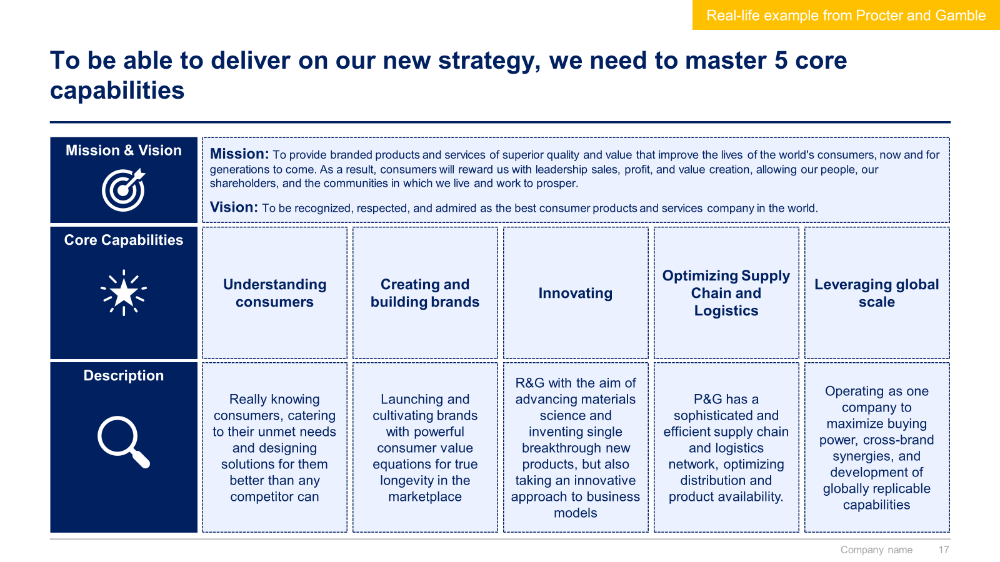 Real-life example from Procter and Gamble
To be able to deliver on our new strategy, we need to master 5 core
capabilities
Mission & Vision
Mission: To provide branded products and services of superior quality and value that improve the lives of the world's consumers, now and for
generations to come. As a result, consumers will reward us with leadership sales, profit, and value creation, allowing our people, our
shareholders, and the communities in which we live and work to prosper.
Vision: To be recognized, respected, and admired as the best consumer products and services company in the world.
Core Capabilities
Understanding
consumers
Creating and
building brands
Innovating
Optimizing Supply
Chain and
Logistics
Leveraging global
scale
Description
Really knowing
consumers, catering
to their unmet needs
and designing
solutions for them
better than any
competitor can
Launching and
cultivating brands
with powerful
consumer value
equations for true
longevity in the
marketplace
R&G with the aim of
advancing materials
science and
inventing single
breakthrough new
products, but also
taking an innovative
approach to business
models
P&G has a
sophisticated and
efficient supply chain
and logistics
network, optimizing
distribution and
product availability.
Operating as one
company to
maximize buying
power, cross-brand
synergies, and
development of
globally replicable
capabilities
Company name 17